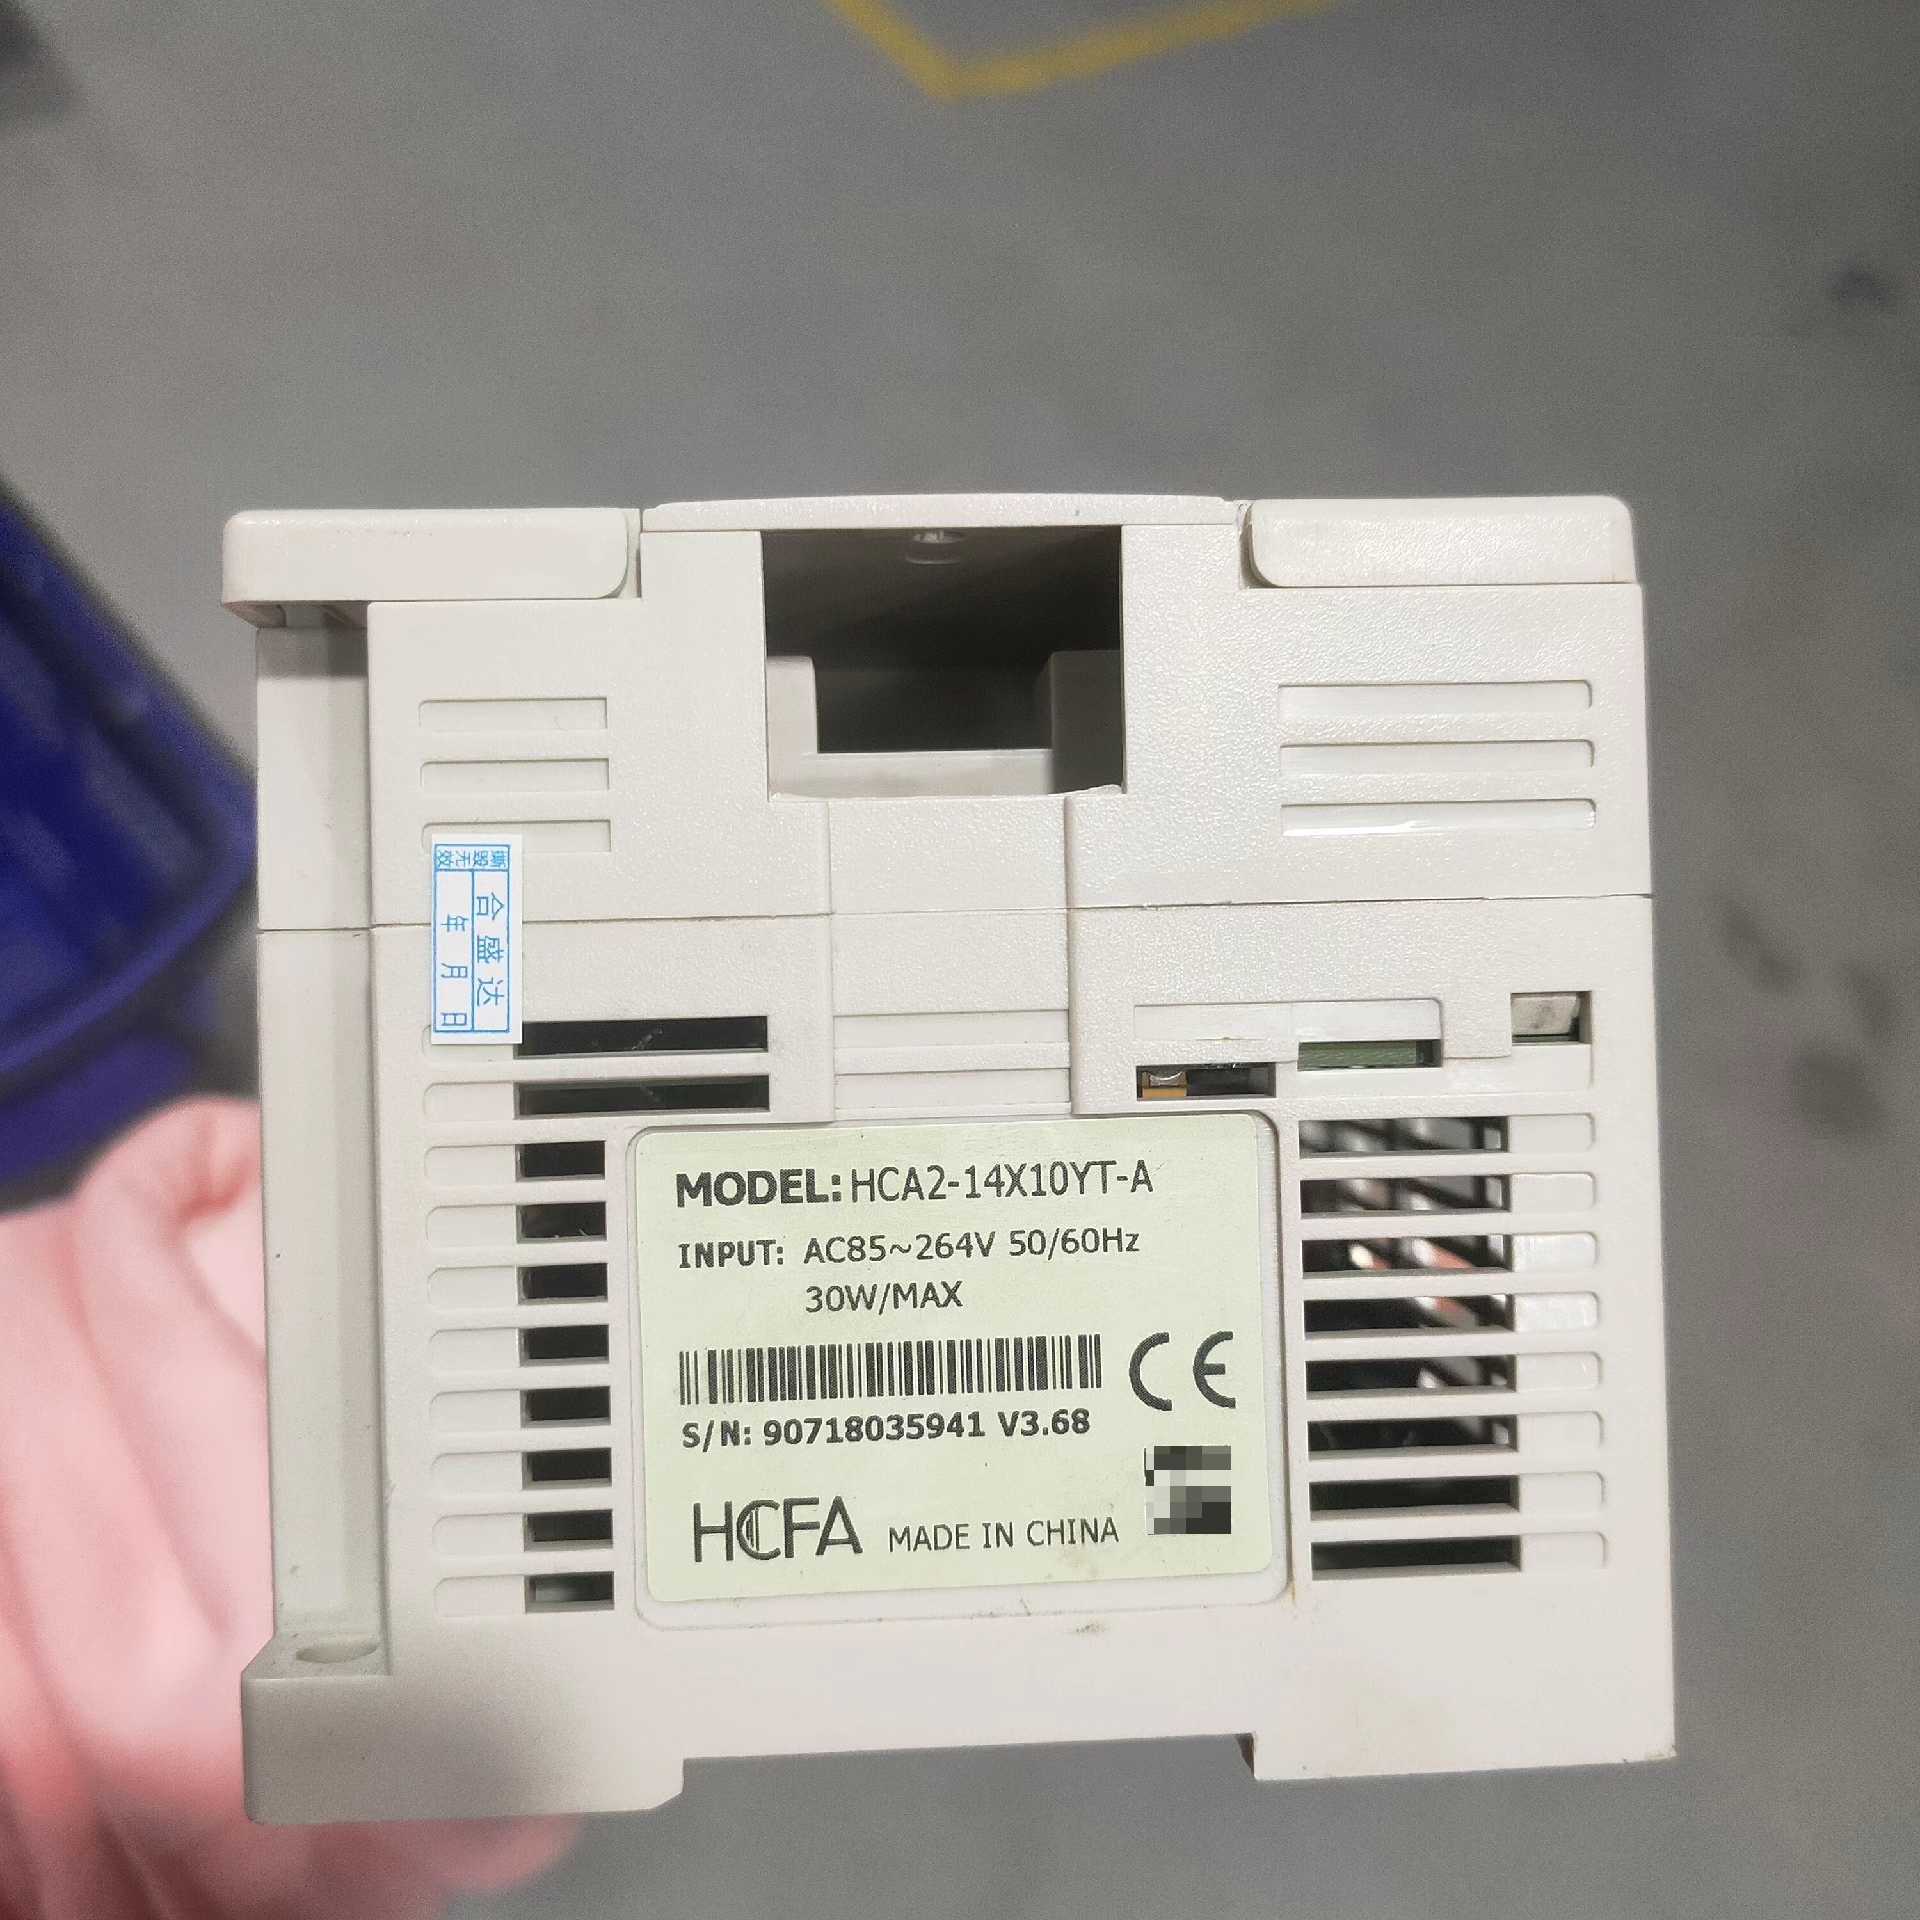 撕毁无效
合盛达
年月日
MODEL: HCA2-14X10YT-A
INPUT: AC85~264V 50/60Hz
30W/MAX
CE
S/N: 90718035941 V3.68
HCFA MADE IN CHINA